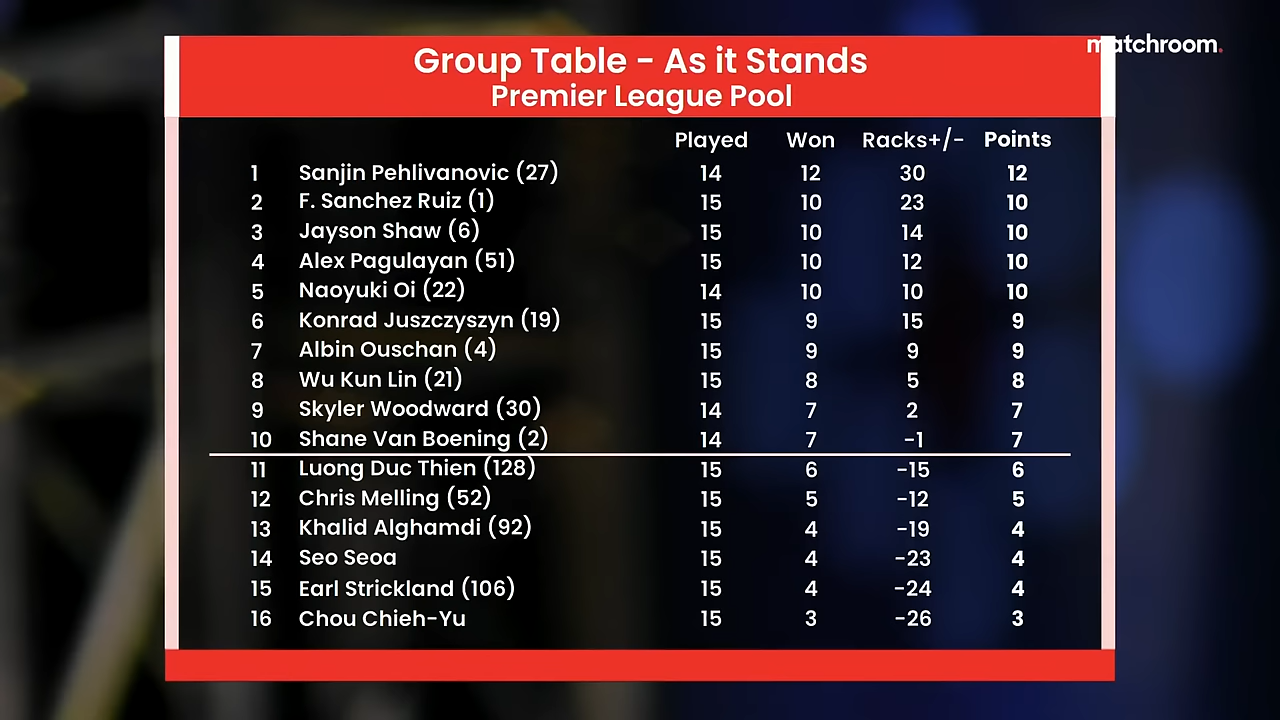 matchroom.
Group Table - As it Stands
Premier League Pool
Played Won Racks+/- Points
1 Sanjin Pehlivanovic (27) 14 12 30 12
2 F. Sanchez Ruiz (1) 15 10 23 10
3 Jayson Shaw (6) 15 10 14 10
4 Alex Pagulayan (51) 15 10 12 10
5 Naoyuki Oi (22) 14 10 10 10
6 Konrad Juszczyszyn (19) 15 9 15 9
7 Albin Ouschan (4) 15 9 9 9
8 Wu Kun Lin (21) 15 8 5 8
9 Skyler Woodward (30) 14 7 2 7
10 Shane Van Boening (2) 14 7 -1 7
11 Luong Duc Thien (128) 15 6 -15 6
12 Chris Melling (52) 15 5 -12 5
13 Khalid Alghamdi (92) 15 4 -19 4
14 Seo Seoa 15 4 -23 4
15 Earl Strickland (106) 15 4 -24 4
16 Chou Chieh-Yu 15 3 -26 3